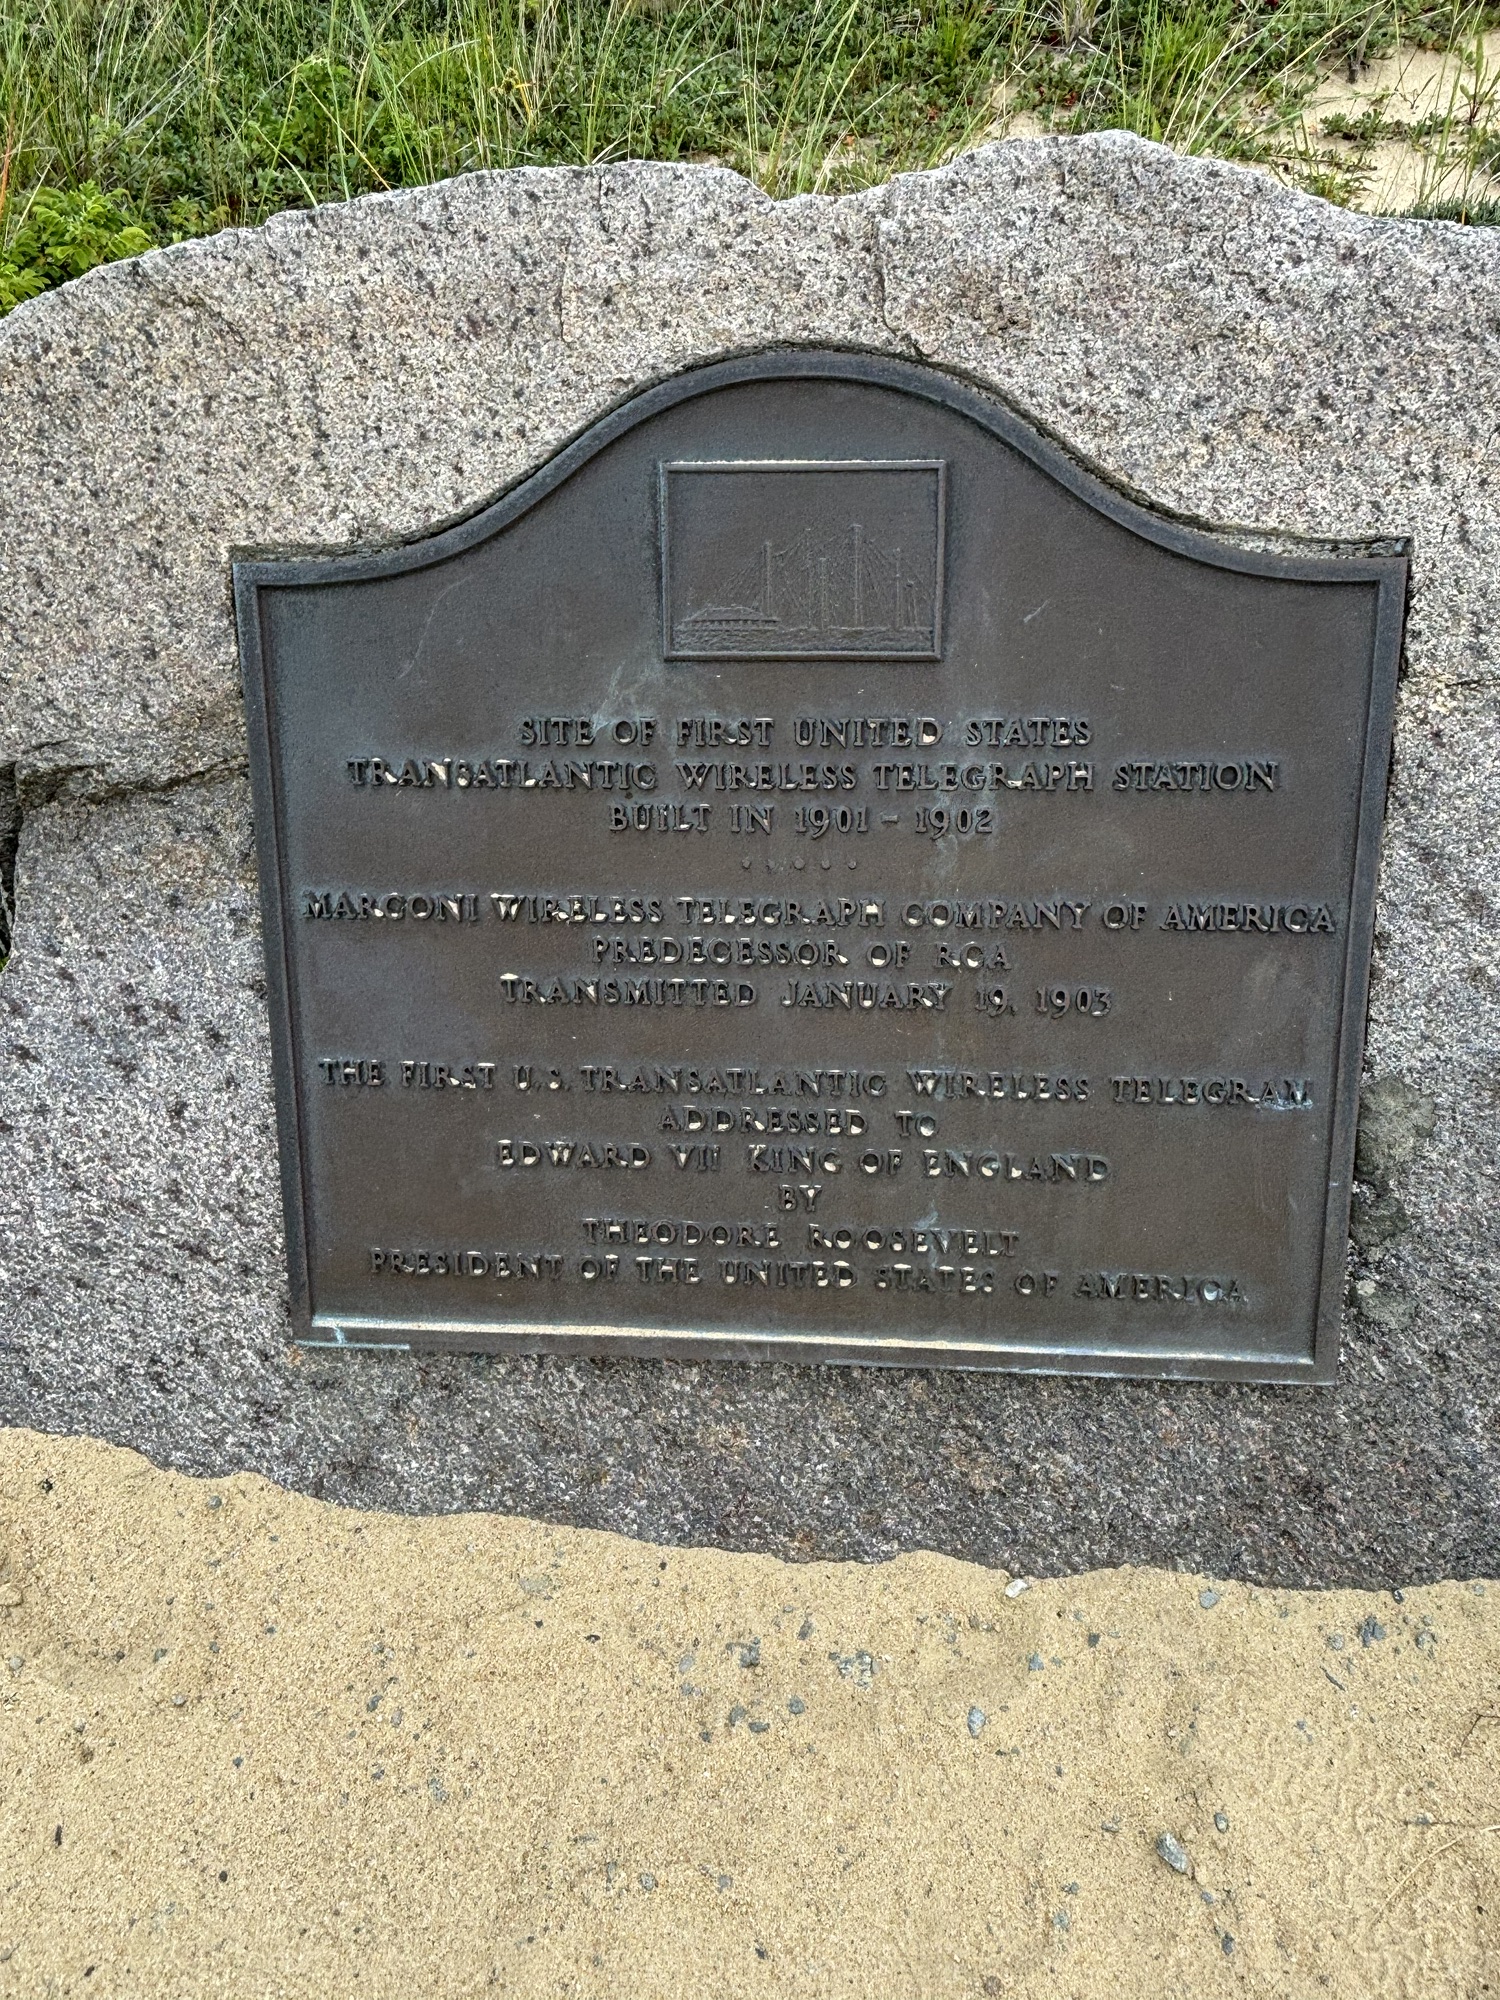 SITE OF FIRST UNITED STATES
TRANSATLANTIC WIRELESS TELEGRAPH STATION
BUILT IN 1901 - 1902
MARCONI WIRELESS TELEGRAPH COMPANY OF AMERICA
PREDECESSOR OF RCA
TRANSMITTED JANUARY 19, 1903
THE FIRST U.S. TRANSATLANTIC WIRELESS TELEGRAM
ADDRESSED TO
EDWARD VII KING OF ENGLAND
BY
THEODORE ROOSEVELT
PRESIDENT OF THE UNITED STATES OF AMERICA